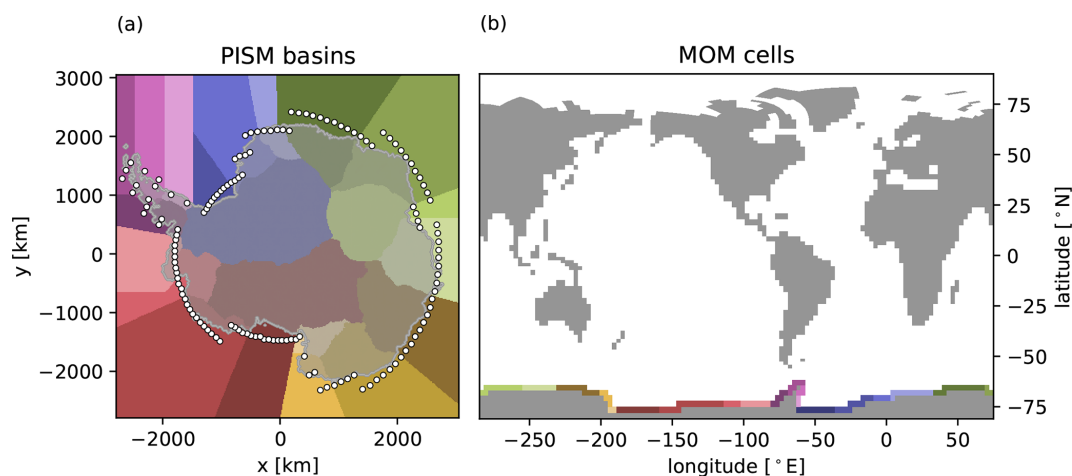 (a)
PISM basins
3000
2000
1000
0
−1000
−2000
y [km]
−2000
0
2000
x [km]
(b)
MOM cells
75
50
25
0
−25
−50
−75
latitude [ °N]
−250
−200
−150
−100
−50
0
50
longitude [ °E]